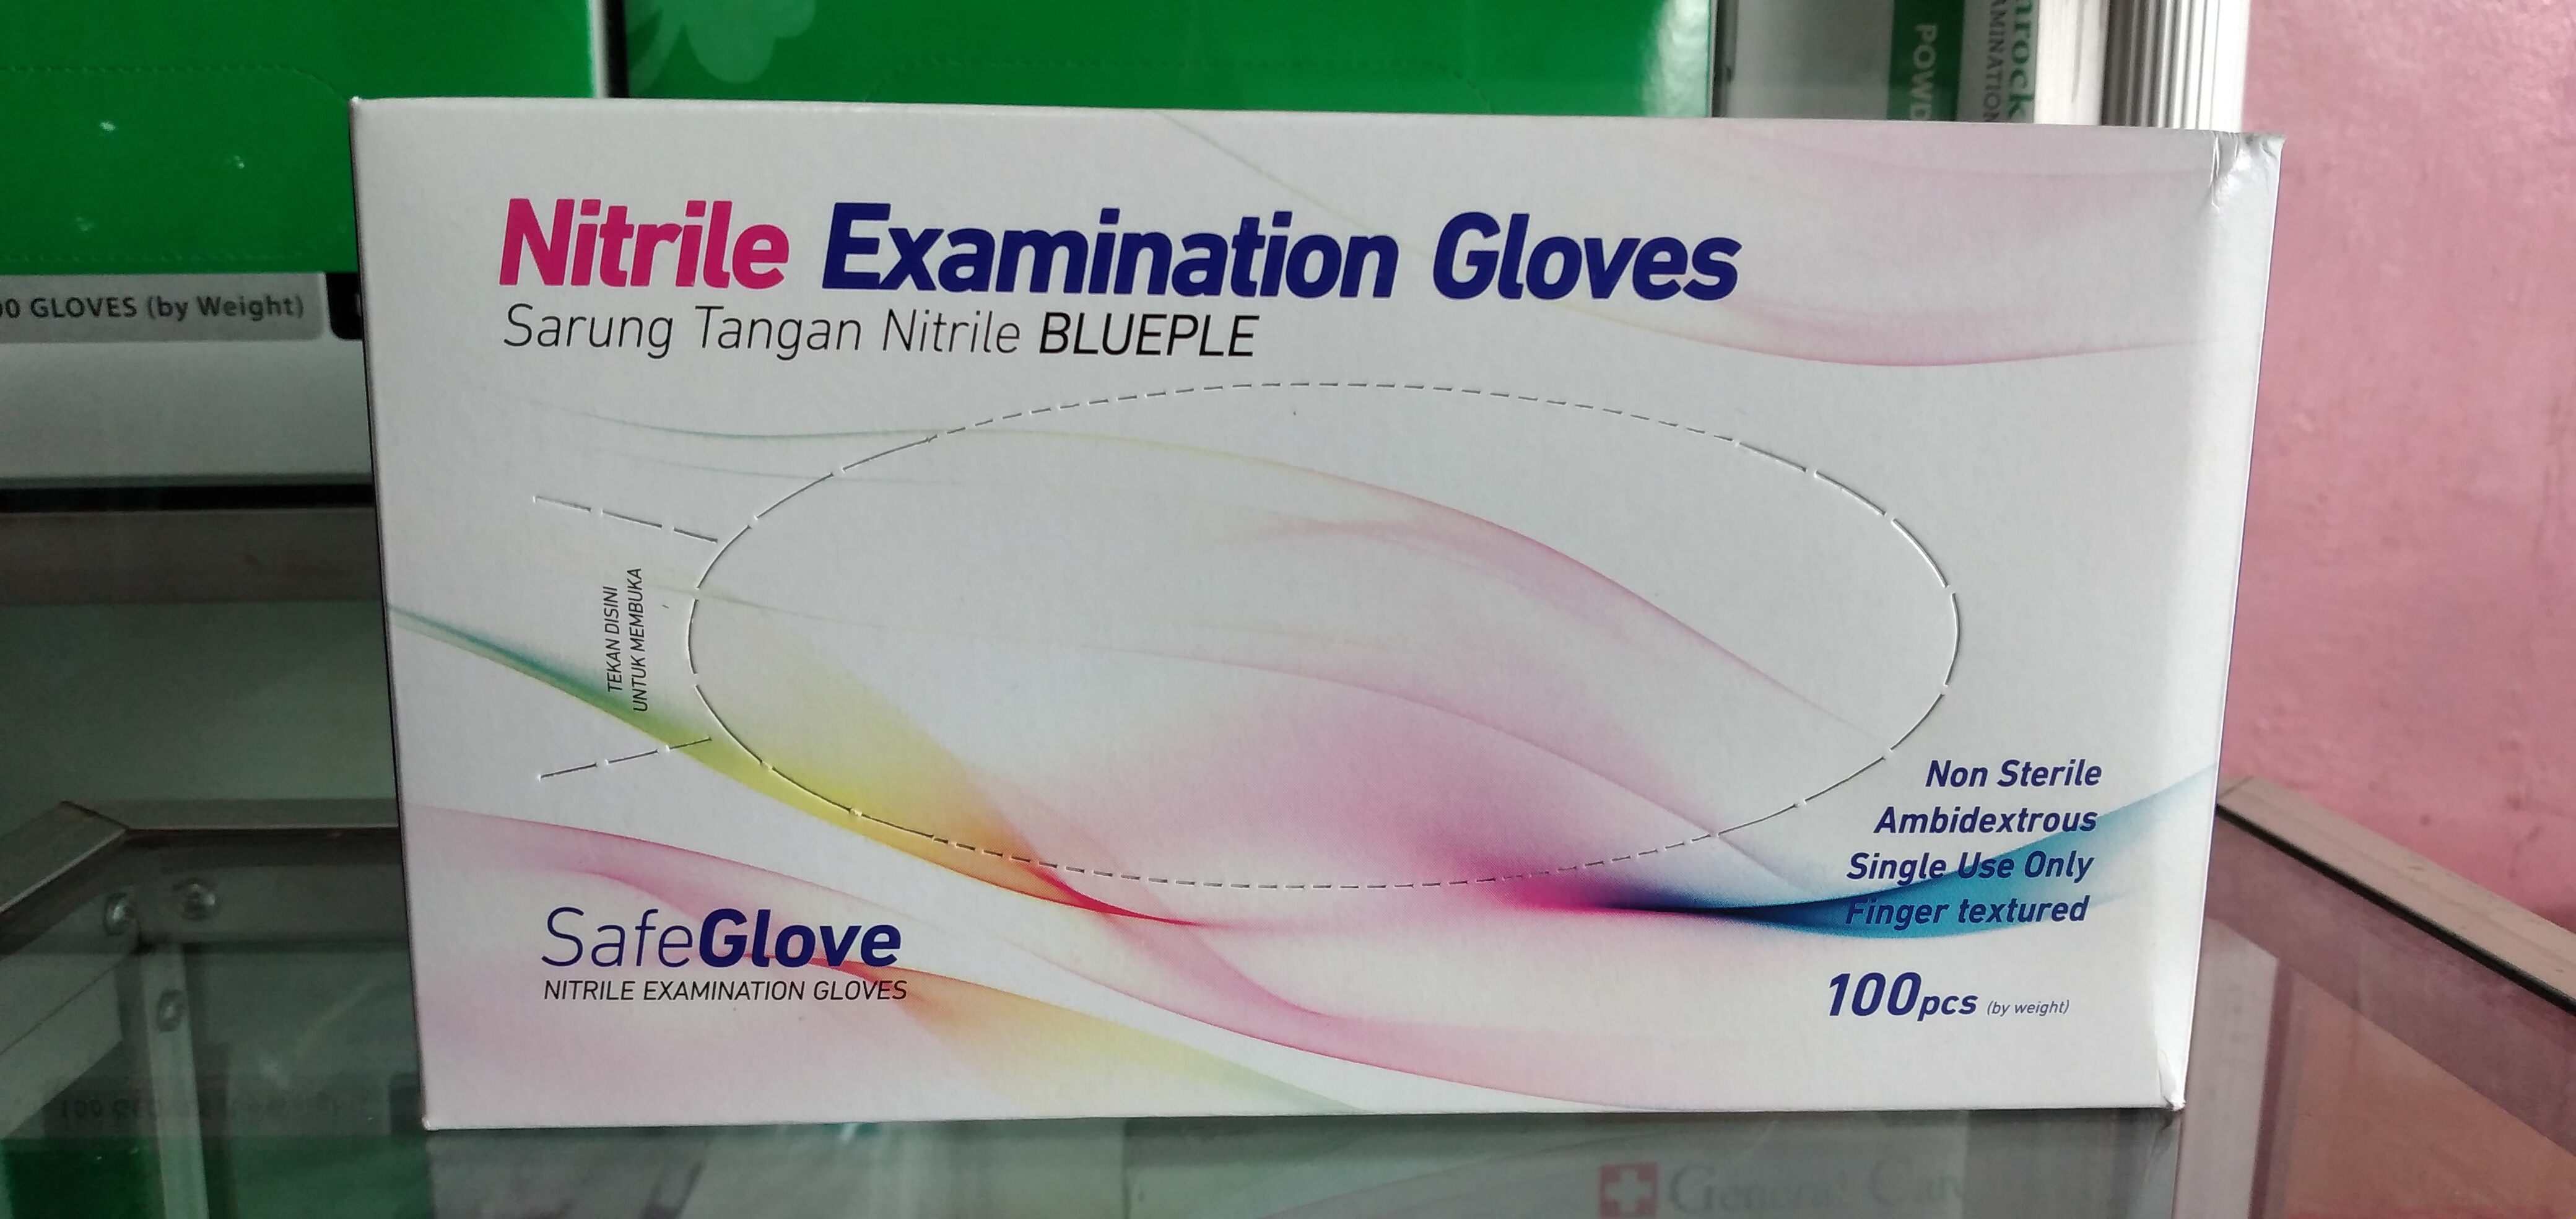 Nitrile Examination Gloves
Sarung Tangan Nitrile BLUEPLE
TEKAN DISINI
UNTUK MEMBUKA
Non Sterile
Ambidextrous
Single Use Only
Finger textured
SafeGlove
NITRILE EXAMINATION GLOVES
100pcs (by weight)
GLOVES (by Weight)
General